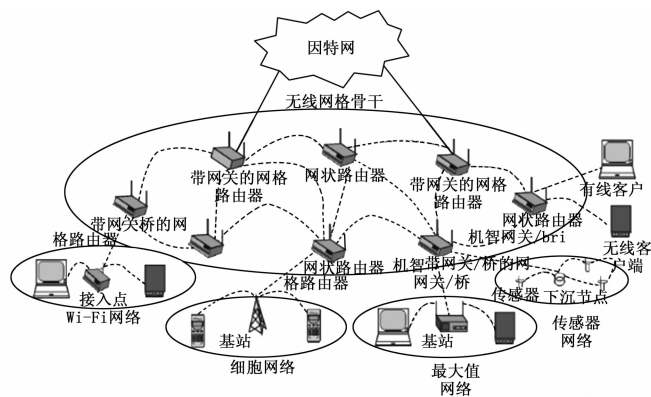 因特网
无线网格骨干
带网关的网格
路由器
网状路由器
带网关的网格
路由器
有线客户
带网关桥的网
格路由器
网状路由器
格路由器
机智带网关/桥的网
网关/桥
网状路由器
机智网关/bri
无线客
户端
接入点
Wi-Fi网络
基站
细胞网络
基站
最大值
网络
传感器
下沉节点
传感器
网络